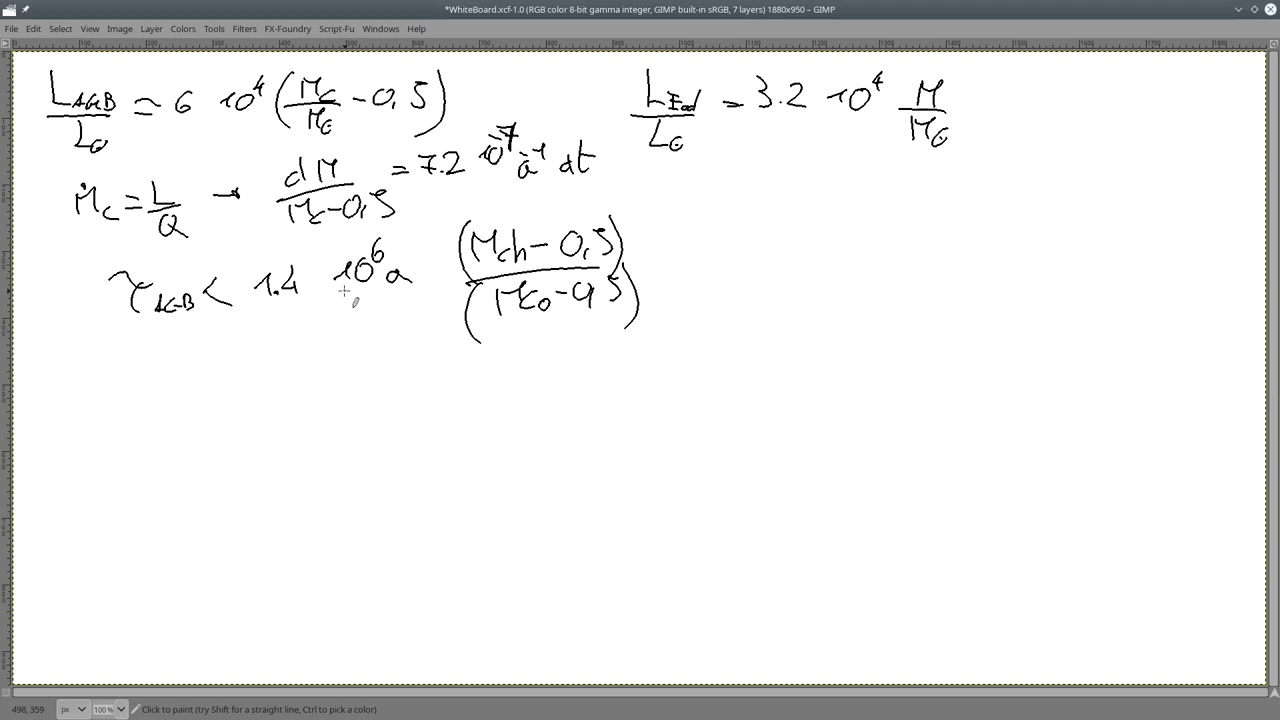 *WhiteBoard.xcf-1.0 (RGB color 8-bit gamma integer, GIMP built-in sRGB, 7 layers) 1880x950 – GIMP
File Edit Select View Image Layer Colors Tools Filters FX-Foundry Script-Fu Windows Help
L_AGB / L_⊙ ≃ 6 10^4 (M_c / M_⊙ - 0,5) L_Edd / L_⊙ = 3.2 10^4 M / M_⊙
Ṁ_c = L / Q → dM / M_c - 0,5 = 7.2 10^-7 a^-1 dt
τ_AGB < 1.4 10^6 a (M_ch - 0,5) / (M_c0 - 0,5)
498, 359 px 100 % Click to paint (try Shift for a straight line, Ctrl to pick a color)